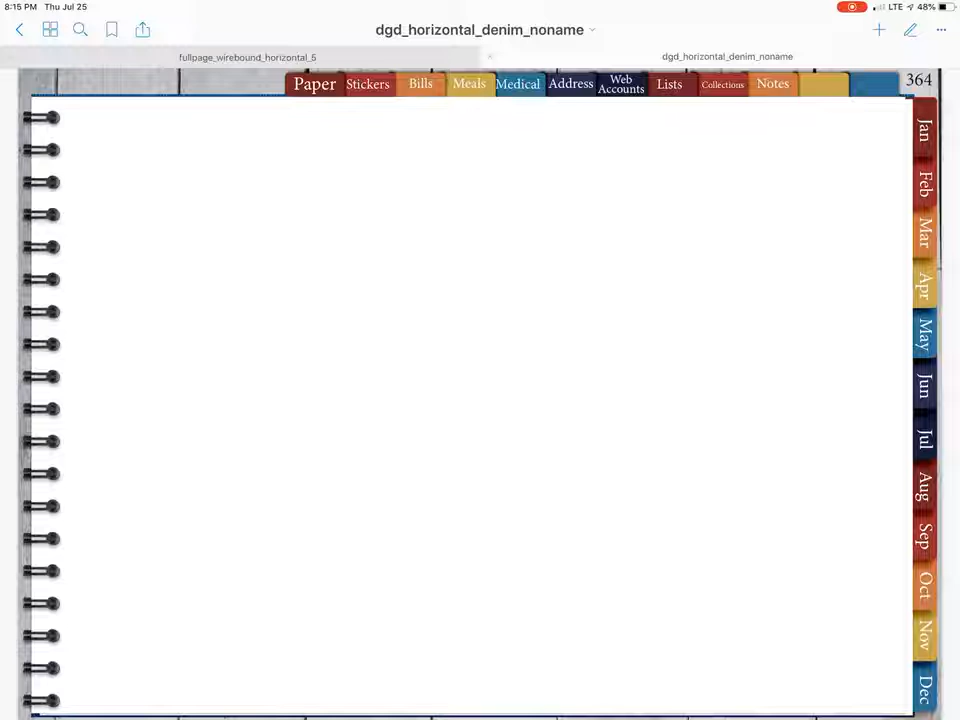 8:15 PM Thu Jul 25
LTE 48%
dgd_horizontal_denim_noname
fullpage_wirebound_horizontal_5
dgd_horizontal_denim_noname
Paper Stickers Bills Meals Medical Address Web Accounts Lists Collections Notes
364
Jan
Feb
Mar
Apr
May
Jun
Jul
Aug
Sep
Oct
Nov
Dec